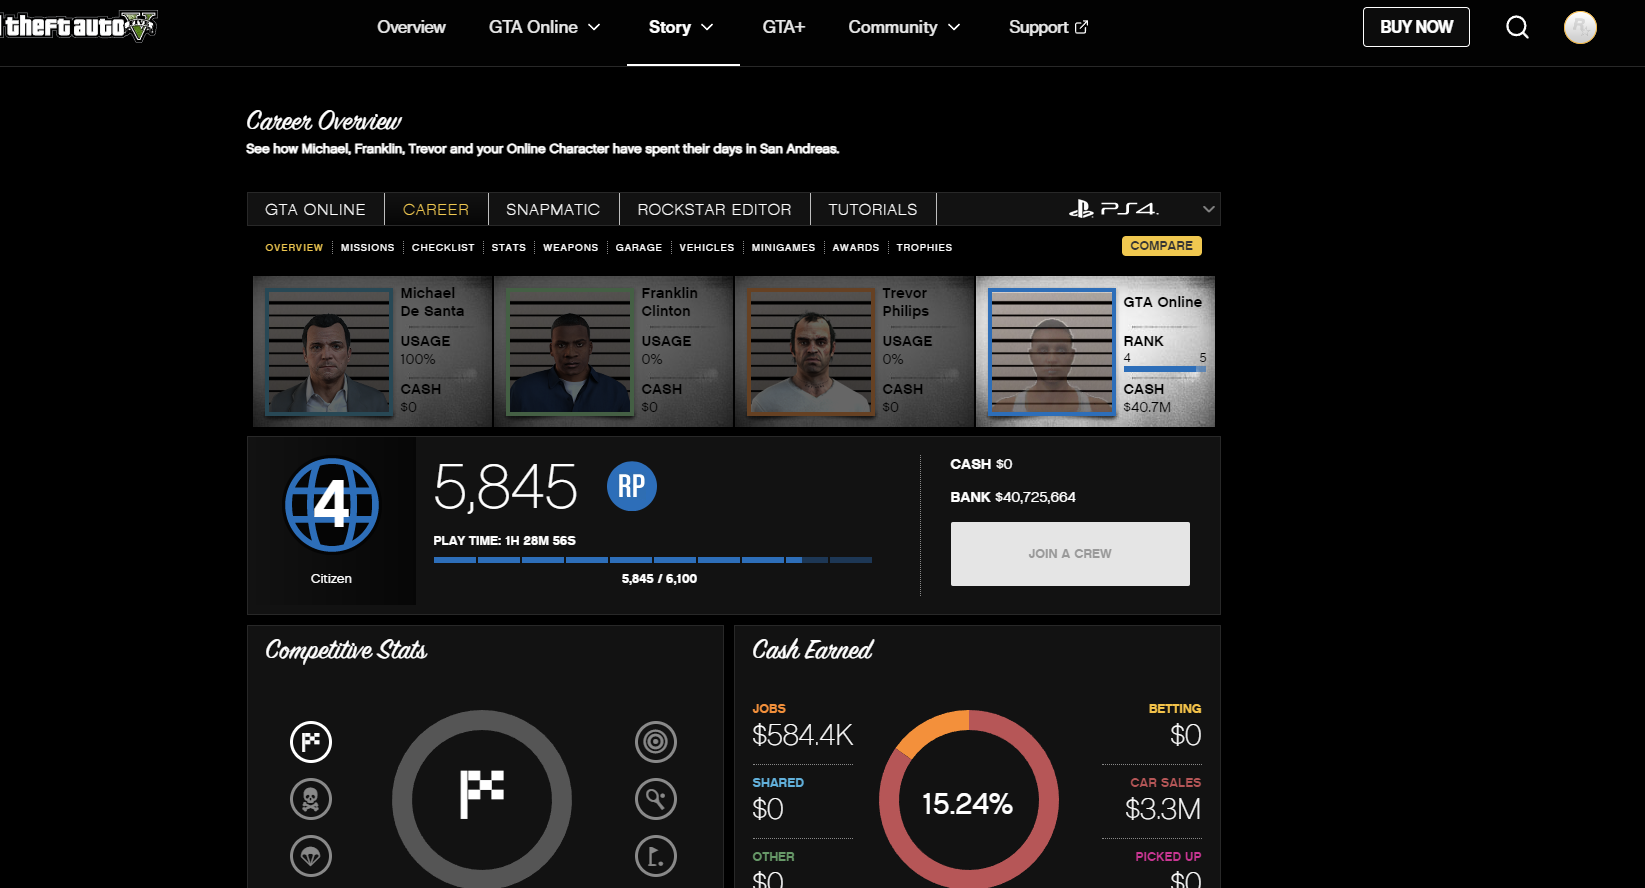 theft auto V
FIVE
Overview
GTA Online
Story
GTA+
Community
Support
BUY NOW
Career Overview
See how Michael, Franklin, Trevor and your Online Character have spent their days in San Andreas.
GTA ONLINE
CAREER
SNAPMATIC
ROCKSTAR EDITOR
TUTORIALS
PS4
OVERVIEW
MISSIONS
CHECKLIST
STATS
WEAPONS
GARAGE
VEHICLES
MINIGAMES
AWARDS
TROPHIES
COMPARE
Michael
De Santa
USAGE
100%
CASH
$0
Franklin
Clinton
USAGE
0%
CASH
$0
Trevor
Philips
USAGE
0%
CASH
$0
GTA Online
RANK
4 5
CASH
$40.7M
4
Citizen
5,845 RP
PLAY TIME: 1H 28M 56S
5,845 / 6,100
CASH $0
BANK $40,725,664
JOIN A CREW
Competitive Stats
Cash Earned
JOBS
$584.4K
SHARED
$0
OTHER
$0
15.24%
BETTING
$0
CAR SALES
$3.3M
PICKED UP
$0